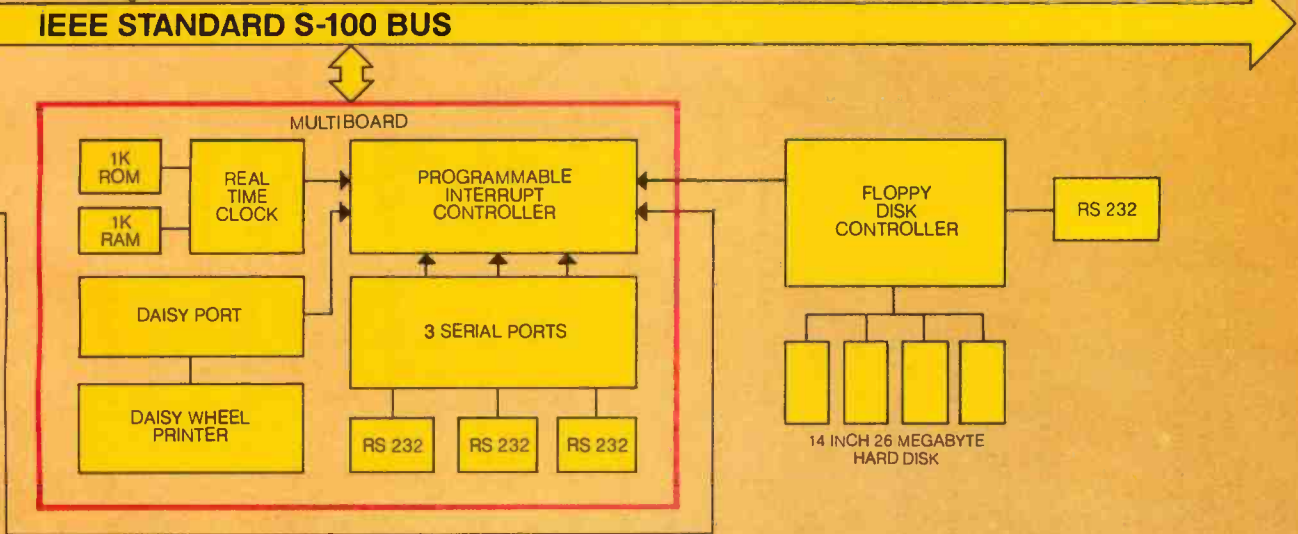 IEEE STANDARD S-100 BUS
MULTIBOARD
1K
ROM
1K
RAM
REAL
TIME
CLOCK
PROGRAMMABLE
INTERRUPT
CONTROLLER
FLOPPY
DISK
CONTROLLER
RS 232
DAISY PORT
3 SERIAL PORTS
DAISY WHEEL
PRINTER
RS 232
RS 232
RS 232
14 INCH 26 MEGABYTE
HARD DISK